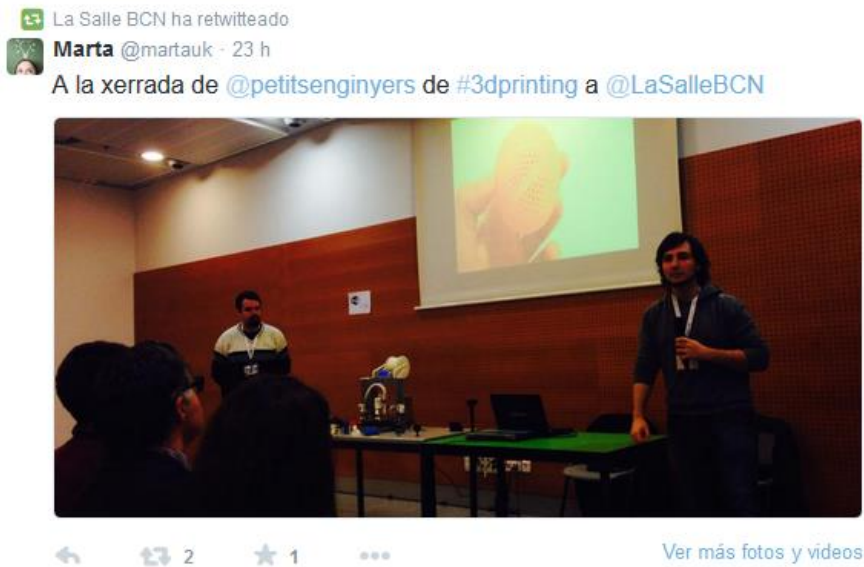 La Salle BCN ha retwitteado
Marta @martauk · 23 h
A la xerrada de @petitsenginyers de #3dprinting a @LaSalleBCN
2 1
Ver más fotos y videos